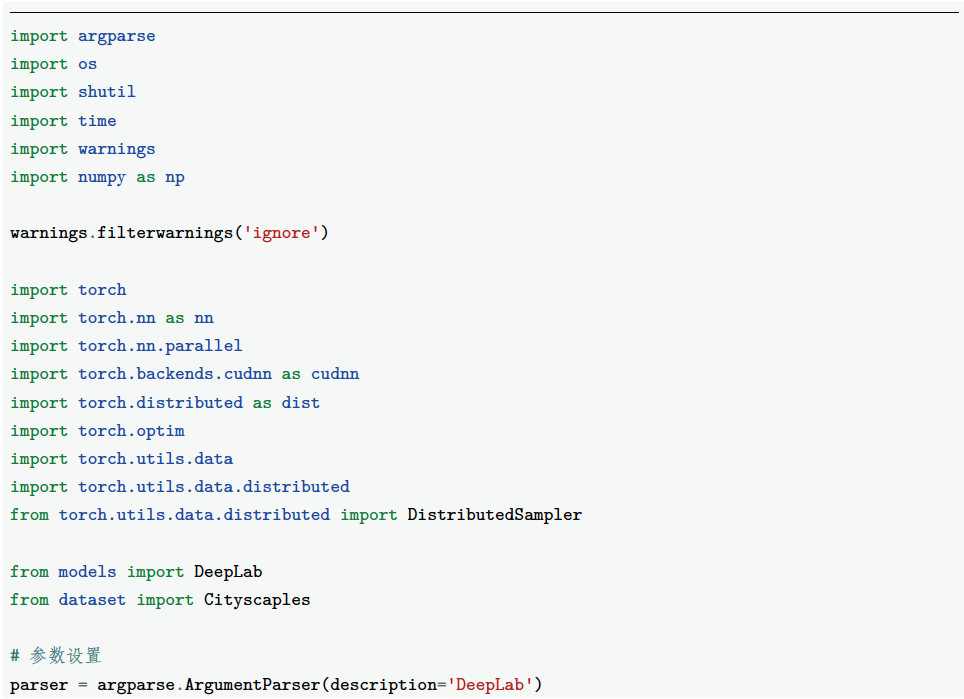 import argparse
import os
import shutil
import time
import warnings
import numpy as np
warnings.filterwarnings('ignore')
import torch
import torch.nn as nn
import torch.nn.parallel
import torch.backends.cudnn as cudnn
import torch.distributed as dist
import torch.optim
import torch.utils.data
import torch.utils.data.distributed
from torch.utils.data.distributed import DistributedSampler
from models import DeepLab
from dataset import Cityscaples
# 参数设置
parser = argparse.ArgumentParser(description='DeepLab')